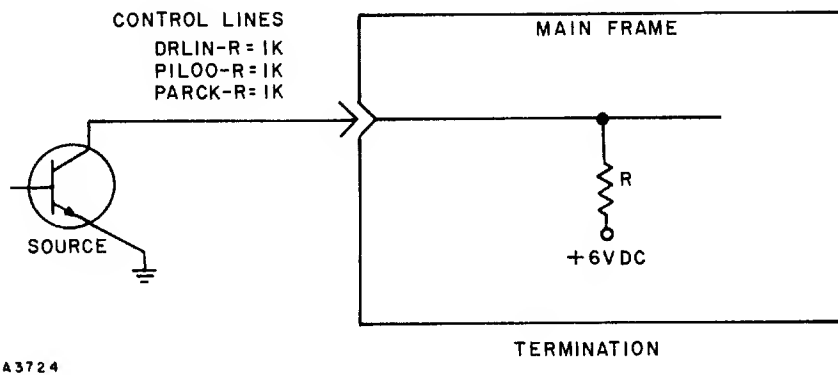 CONTROL LINES
DRLIN-R=1K
PILOO-R=1K
PARCK-R=1K
MAIN FRAME
R
+6VDC
SOURCE
TERMINATION
A3724